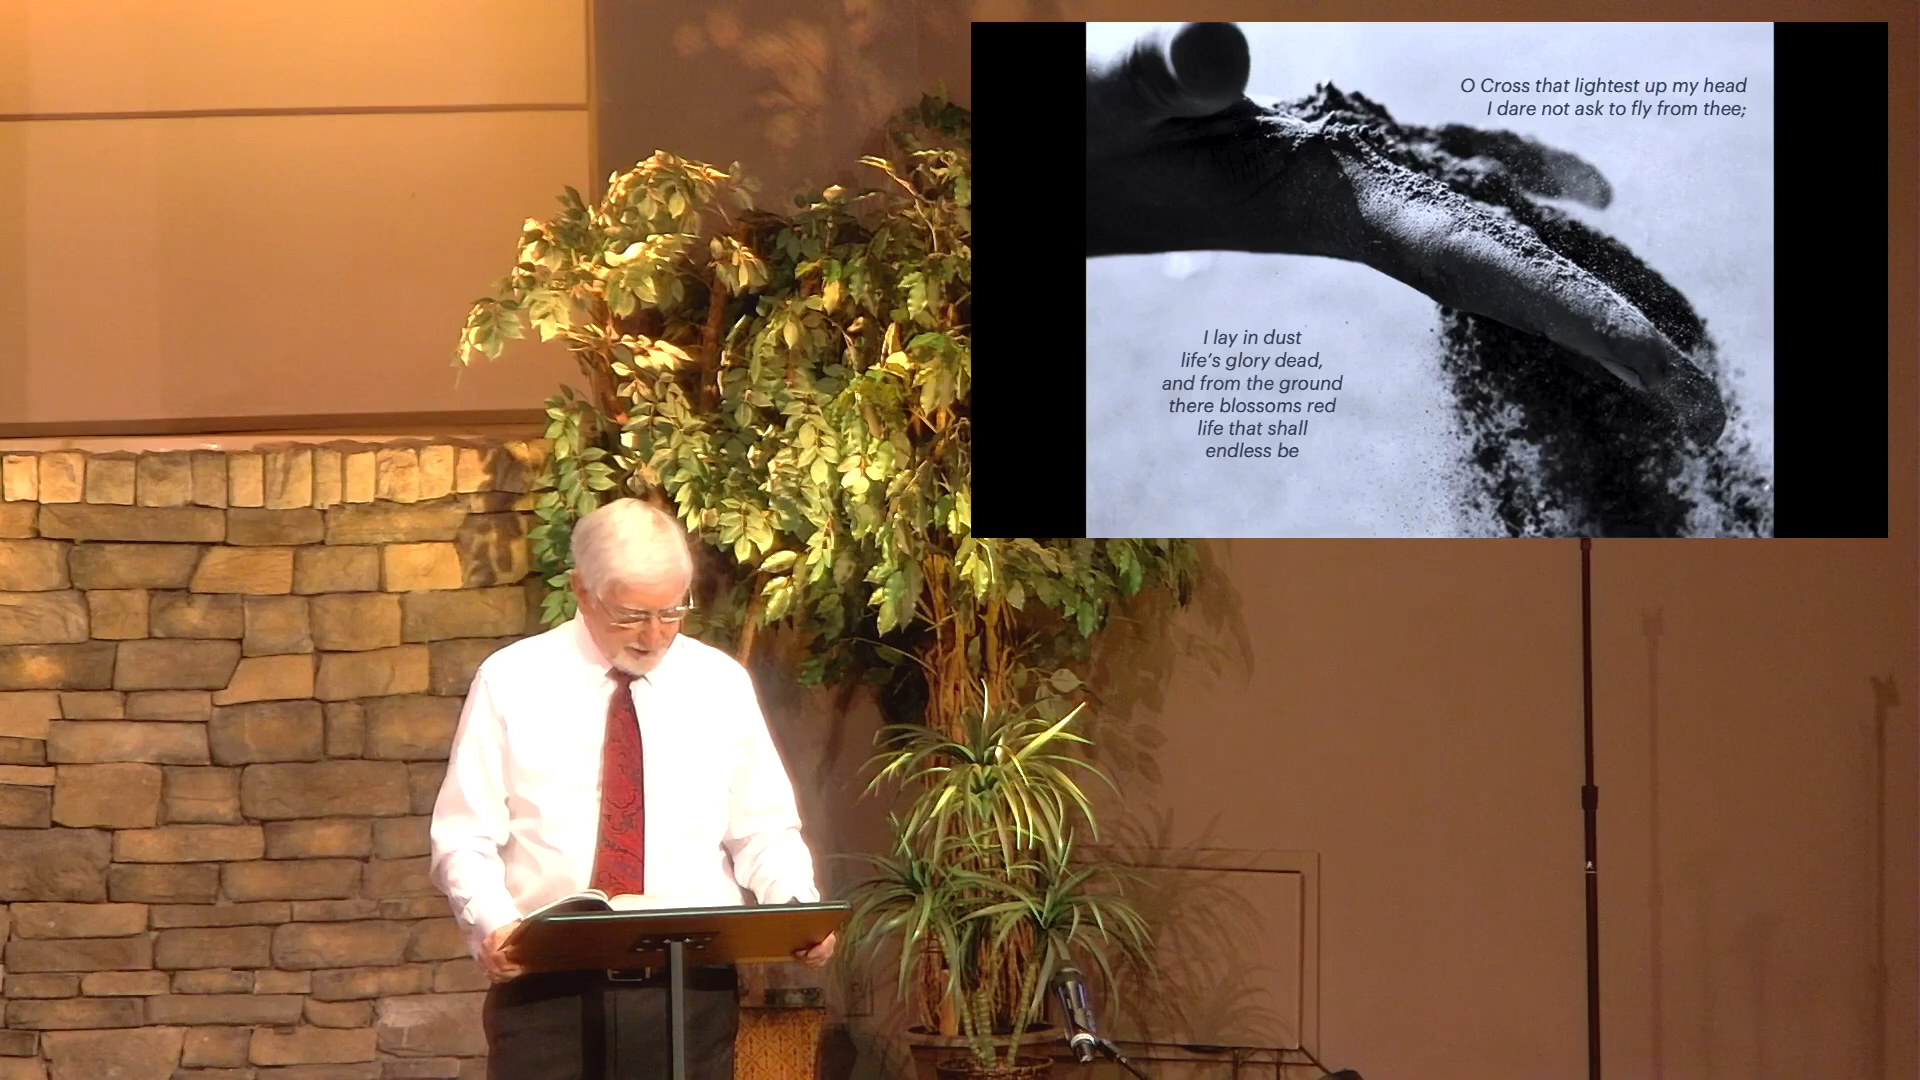 O Cross that lightest up my head
I dare not ask to fly from thee;
I lay in dust
life's glory dead,
and from the ground
there blossoms red
life that shall
endless be